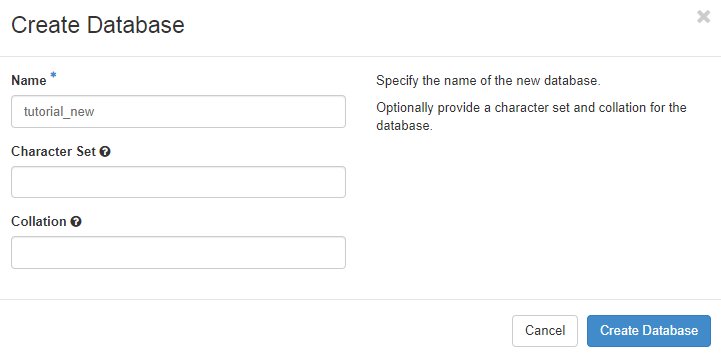 Create Database
×
Name *
tutorial_new
Character Set ?
Collation ?
Specify the name of the new database.
Optionally provide a character set and collation for the
database.
Cancel
Create Database